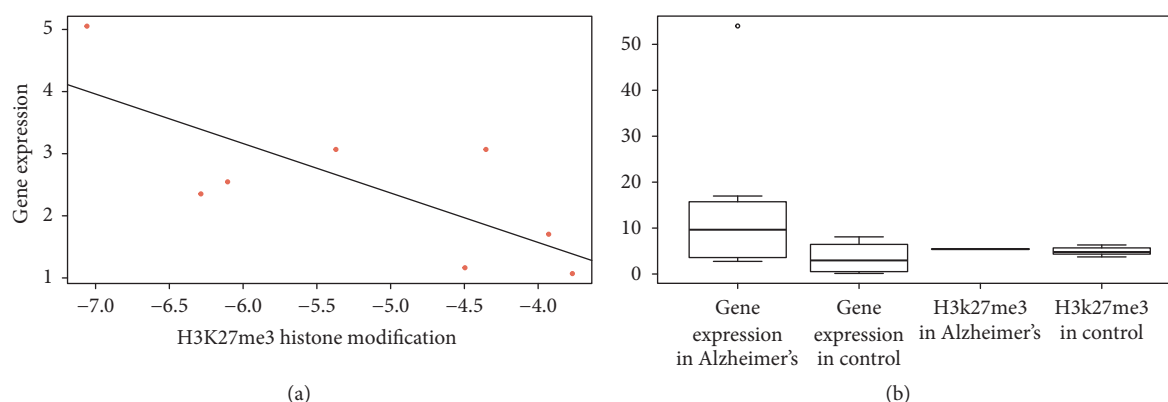 Gene expression
5
4
3
2
1
−7.0 −6.5 −6.0 −5.5 −5.0 −4.5 −4.0
H3K27me3 histone modification
(a)
50
40
30
20
10
0
Gene
expression
in Alzheimer's
Gene
expression
in control
H3k27me3
in Alzheimer's
H3k27me3
in control
(b)